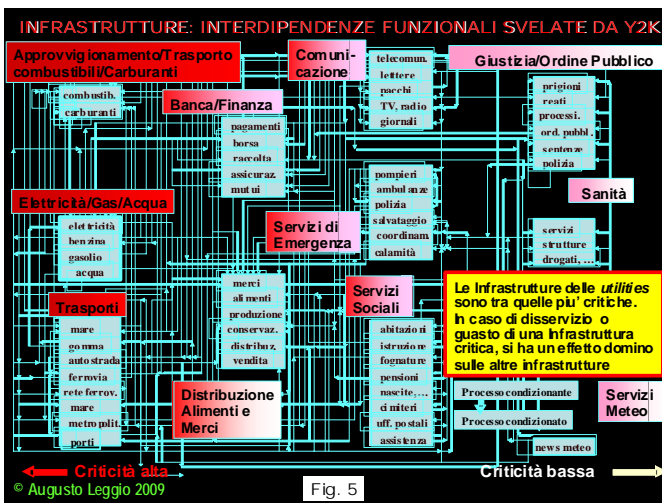 INFRASTRUTTURE: INTERDIPENDENZE FUNZIONALI SVELATE DA Y2K
Approvvigionamento/Trasporto
combustibili/Carburanti
combustib.
carburanti
Banca/Finanza
pagamenti
borsa
raccolta
assicuraz.
mutui
Comuni-
cazione
telecomun.
lettere
pacchi
TV, radio
giornali
Giustizia/Ordine Pubblico
prigioni
reati
processi.
ord. pubbl.
sentenze
polizia
Sanità
servizi
strutture
drogati, ...
Elettricità/Gas/Acqua
elettricità
benzina
gasolio
acqua
Servizi di
Emergenza
pompieri
ambulanze
polizia
salvataggio
coordinam.
calamità
Trasporti
mare
gomma
autostrada
ferrovia
rete ferrov.
mare
metroplit.
porti
merci
alimenti
produzione
conservaz.
distribuz.
vendita
Distribuzione
Alimenti e
Merci
Servizi
Sociali
abitazioni
istruzione
fognature
pensioni
nascite, ...
cimiteri
uff. postali
assistenza
Le Infrastrutture delle utilities
sono tra quelle piu' critiche.
In caso di disservizio o
guasto di una Infrastruttura
critica, si ha un effetto domino
sulle altre infrastrutture
Processo condizionante
Processo condizionato
Servizi
Meteo
news meteo
Criticità alta
Criticità bassa
© Augusto Leggio 2009
Fig. 5